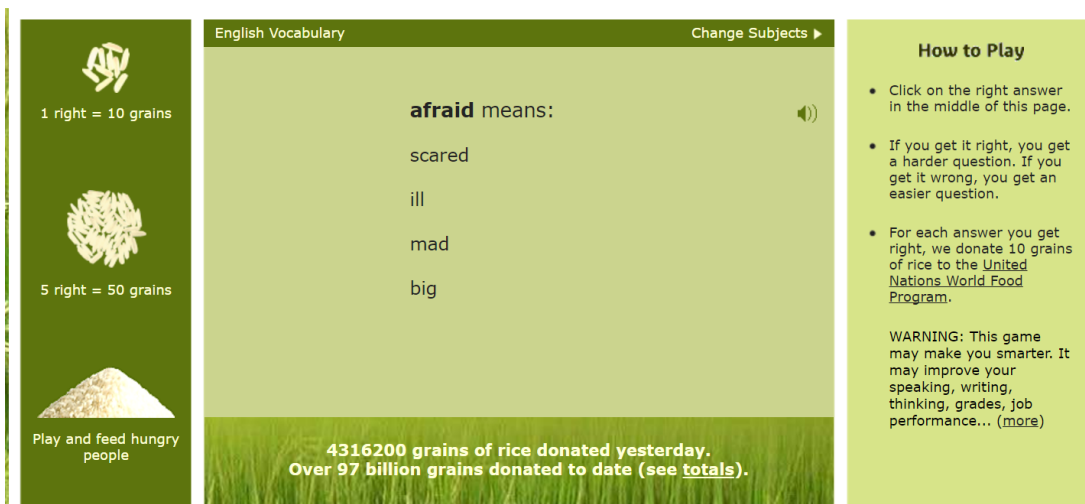 1 right = 10 grains
5 right = 50 grains
Play and feed hungry
people
English Vocabulary
Change Subjects ▶
afraid means:
scared
ill
mad
big
4316200 grains of rice donated yesterday.
Over 97 billion grains donated to date (see totals).
How to Play
• Click on the right answer
in the middle of this page.
• If you get it right, you get
a harder question. If you
get it wrong, you get an
easier question.
• For each answer you get
right, we donate 10 grains
of rice to the United
Nations World Food
Program.
WARNING: This game
may make you smarter. It
may improve your
speaking, writing,
thinking, grades, job
performance... (more)